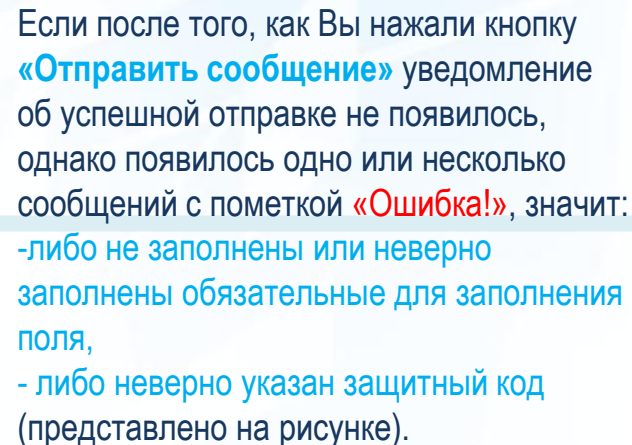 Если после того, как Вы нажали кнопку
«Отправить сообщение» уведомление
об успешной отправке не появилось,
однако появилось одно или несколько
сообщений с пометкой «Ошибка!», значит:
-либо не заполнены или неверно
заполнены обязательные для заполнения
поля,
- либо неверно указан защитный код
(представлено на рисунке).